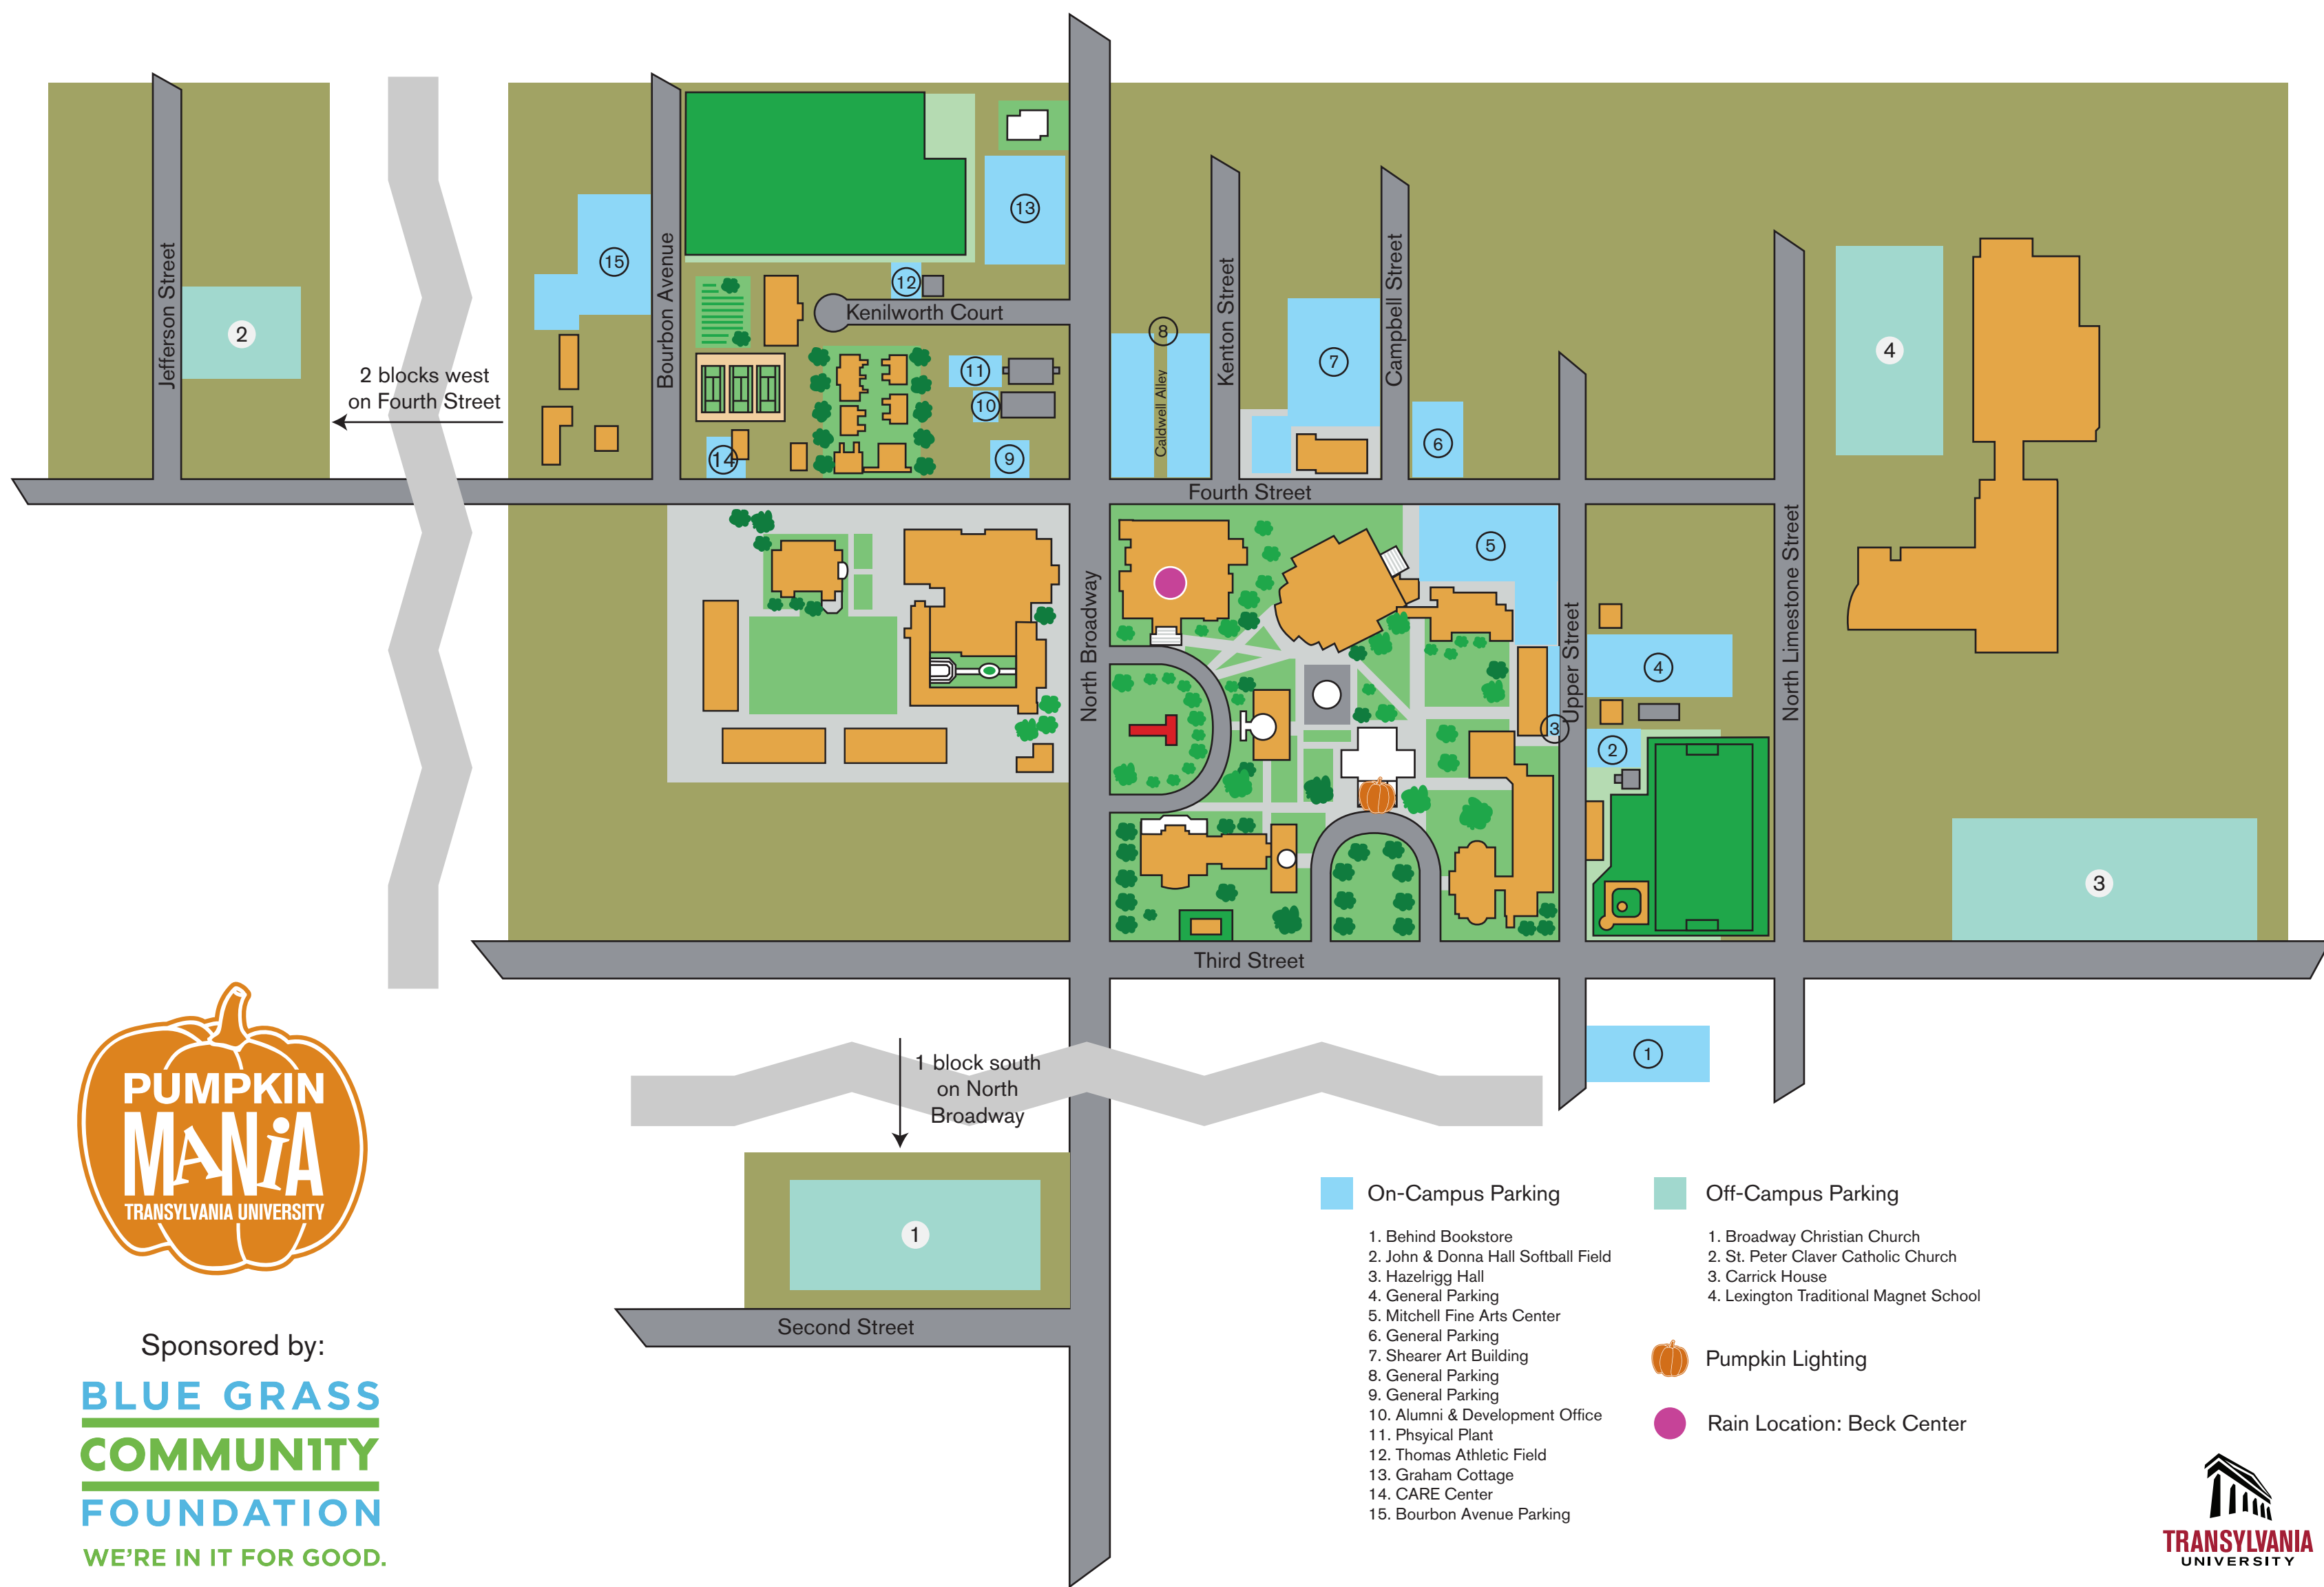 13
15
12
Kenilworth Court
Jefferson Street
Bourbon Avenue
Kenton Street
Campbell Street
Caldwell Alley
2
2 blocks west
on Fourth Street
11
10
14
9
8
7
6
4
Fourth Street
5
North Broadway
Upper Street
North Limestone Street
4
3
2
3
Third Street
1
1 block south
on North
Broadway
1
Second Street
PUMPKIN
MANiA
TRANSYLVANIA UNIVERSITY
Sponsored by:
BLUE GRASS
COMMUN1TY
FOUNDATION
WE'RE IN IT FOR GOOD.
On-Campus Parking
1. Behind Bookstore
2. John & Donna Hall Softball Field
3. Hazelrigg Hall
4. General Parking
5. Mitchell Fine Arts Center
6. General Parking
7. Shearer Art Building
8. General Parking
9. General Parking
10. Alumni & Development Office
11. Phsyical Plant
12. Thomas Athletic Field
13. Graham Cottage
14. CARE Center
15. Bourbon Avenue Parking
Off-Campus Parking
1. Broadway Christian Church
2. St. Peter Claver Catholic Church
3. Carrick House
4. Lexington Traditional Magnet School
Pumpkin Lighting
Rain Location: Beck Center
TRANSYLVANIA
UNIVERSITY